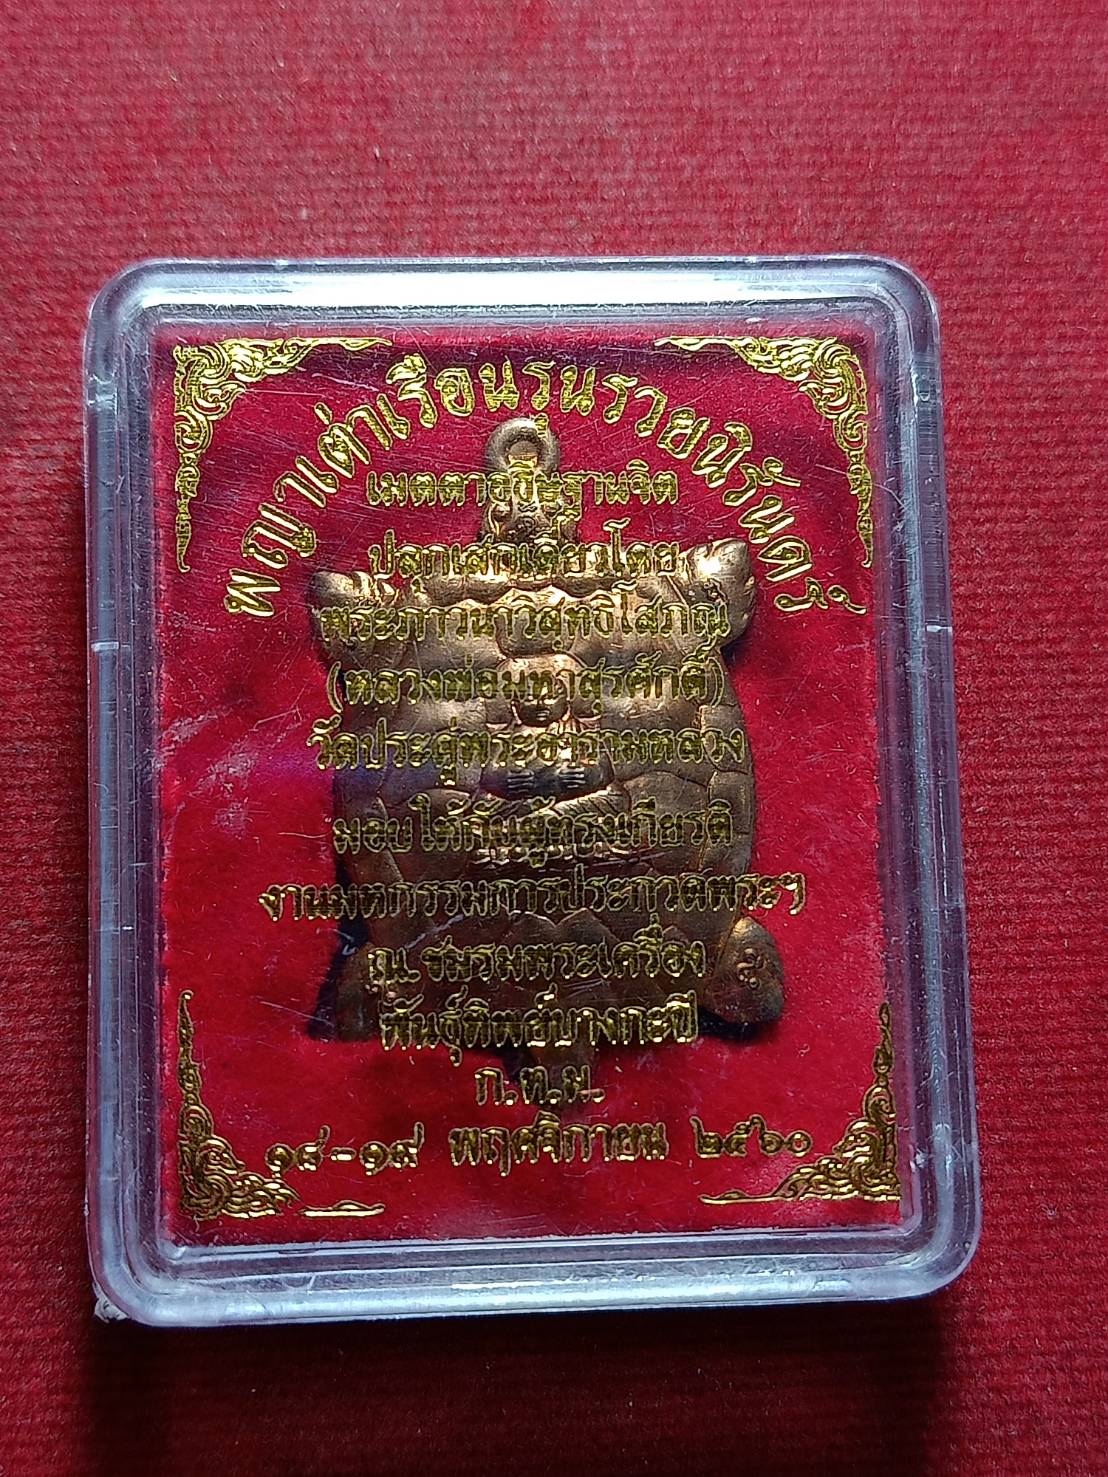 พญาเต่าเรือนรุ่นรวยนิรันดร์
เมตตาอธิษฐานจิต
ปลุกเสกเดี่ยวโดย
พระภาวนาวิสุทธิโสภณ
(หลวงพ่อมหาสุรศักดิ์)
วัดประดู่พระอารามหลวง
มอบให้กับผู้ทรงเกียรติ
งานมหกรรมการประกวดพระฯ
ณ.ชมรมพระเครื่อง
พันธุ์ทิพย์บางกะปิ
ก.ท.ม.
๑๘-๑๙ พฤศจิกายน ๒๕๖๐